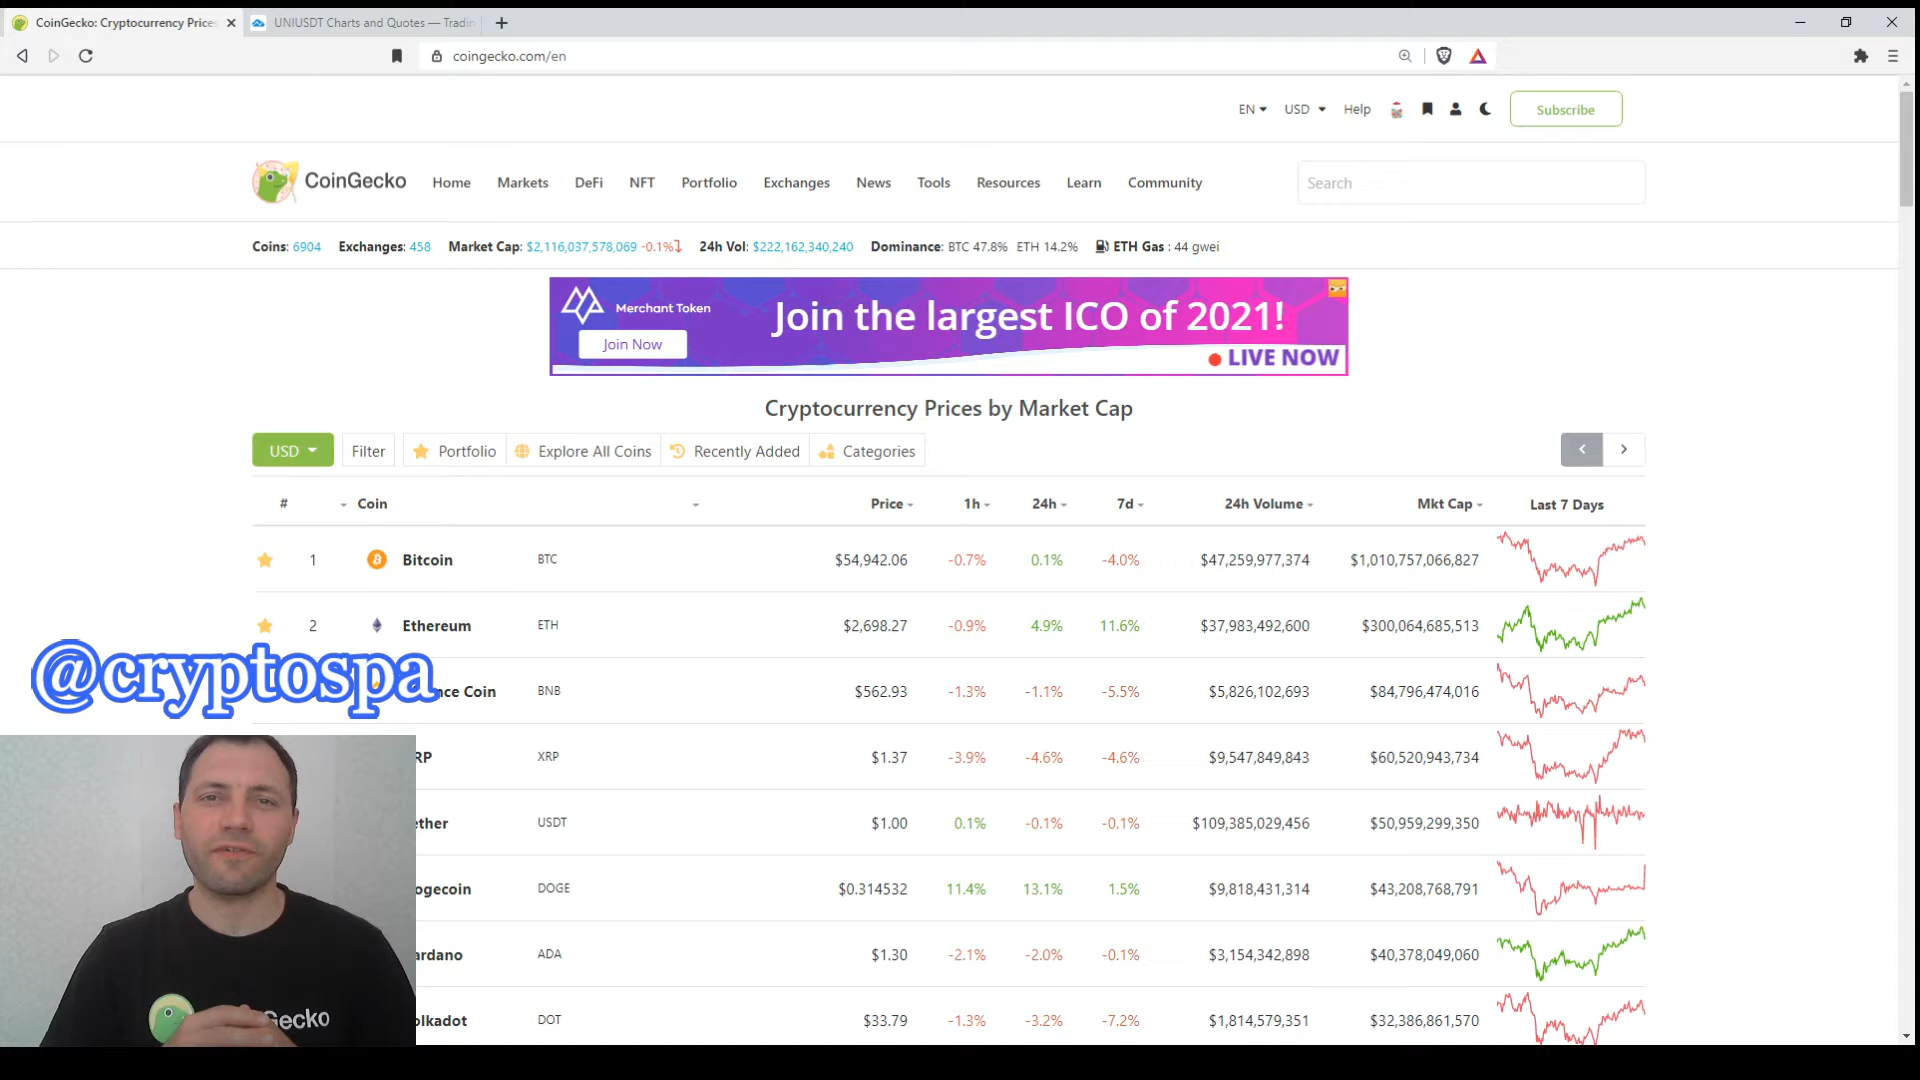 CoinGecko: Cryptocurrency Prices
UNIUSDT Charts and Quotes — Tradin
coingecko.com/en
EN USD Help Subscribe
CoinGecko Home Markets DeFi NFT Portfolio Exchanges News Tools Resources Learn Community Search
Coins: 6904 Exchanges: 458 Market Cap: $2,116,037,578,069 -0.1% 24h Vol: $222,162,340,240 Dominance: BTC 47.8% ETH 14.2% ETH Gas : 44 gwei
Merchant Token
Join the largest ICO of 2021!
Join Now
LIVE NOW
Cryptocurrency Prices by Market Cap
USD Filter Portfolio Explore All Coins Recently Added Categories
# Coin Price 1h 24h 7d 24h Volume Mkt Cap Last 7 Days
1 Bitcoin BTC $54,942.06 -0.7% 0.1% -4.0% $47,259,977,374 $1,010,757,066,827
2 Ethereum ETH $2,698.27 -0.9% 4.9% 11.6% $37,983,492,600 $300,064,685,513
@cryptospa
nce Coin BNB $562.93 -1.3% -1.1% -5.5% $5,826,102,693 $84,796,474,016
RP XRP $1.37 -3.9% -4.6% -4.6% $9,547,849,843 $60,520,943,734
ether USDT $1.00 0.1% -0.1% -0.1% $109,385,029,456 $50,959,299,350
ogecoin DOGE $0.314532 11.4% 13.1% 1.5% $9,818,431,314 $43,208,768,791
ardano ADA $1.30 -2.1% -2.0% -0.1% $3,154,342,898 $40,378,049,060
olkadot DOT $33.79 -1.3% -3.2% -7.2% $1,814,579,351 $32,386,861,570
Gecko